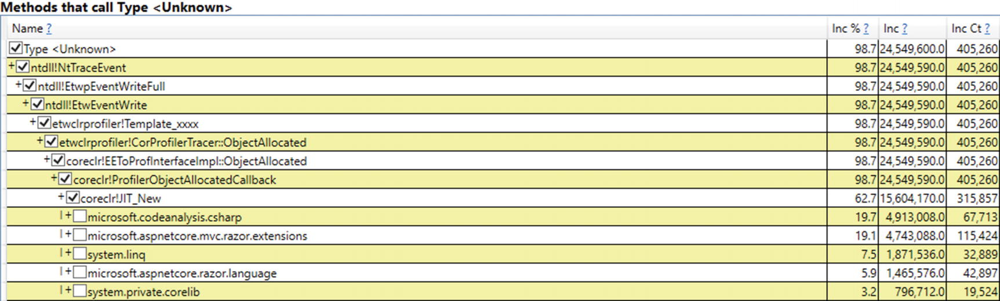 Methods that call Type <Unknown>
Name ? Inc % ? Inc ? Inc Ct ?
Type <Unknown> 98.7 24,549,600.0 405,260
+ ntdll!NtTraceEvent 98.7 24,549,590.0 405,260
+ ntdll!EtwpEventWriteFull 98.7 24,549,590.0 405,260
+ ntdll!EtwEventWrite 98.7 24,549,590.0 405,260
+ etwclrprofiler!Template_xxxx 98.7 24,549,590.0 405,260
+ etwclrprofiler!CorProfilerTracer::ObjectAllocated 98.7 24,549,590.0 405,260
+ coreclr!EEToProfInterfaceImpl::ObjectAllocated 98.7 24,549,590.0 405,260
+ coreclr!ProfilerObjectAllocatedCallback 98.7 24,549,590.0 405,260
+ coreclr!JIT_New 62.7 15,604,170.0 315,857
| + microsoft.codeanalysis.csharp 19.7 4,913,008.0 67,713
| + microsoft.aspnetcore.mvc.razor.extensions 19.1 4,743,088.0 115,424
| + system.linq 7.5 1,871,536.0 32,889
| + microsoft.aspnetcore.razor.language 5.9 1,465,576.0 42,897
| + system.private.corelib 3.2 796,712.0 19,524